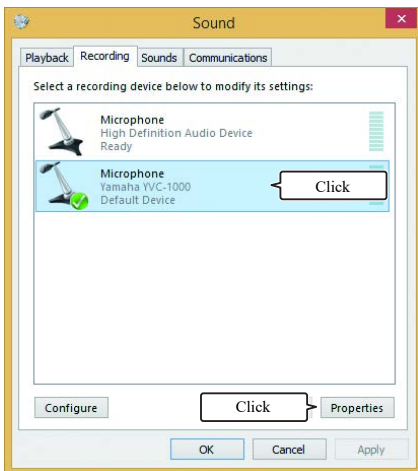 Sound
Playback Recording Sounds Communications
Select a recording device below to modify its settings:
Microphone
High Definition Audio Device
Ready
Microphone
Yamaha YVC-1000
Default Device
Click
Configure
Click
Properties
OK Cancel Apply